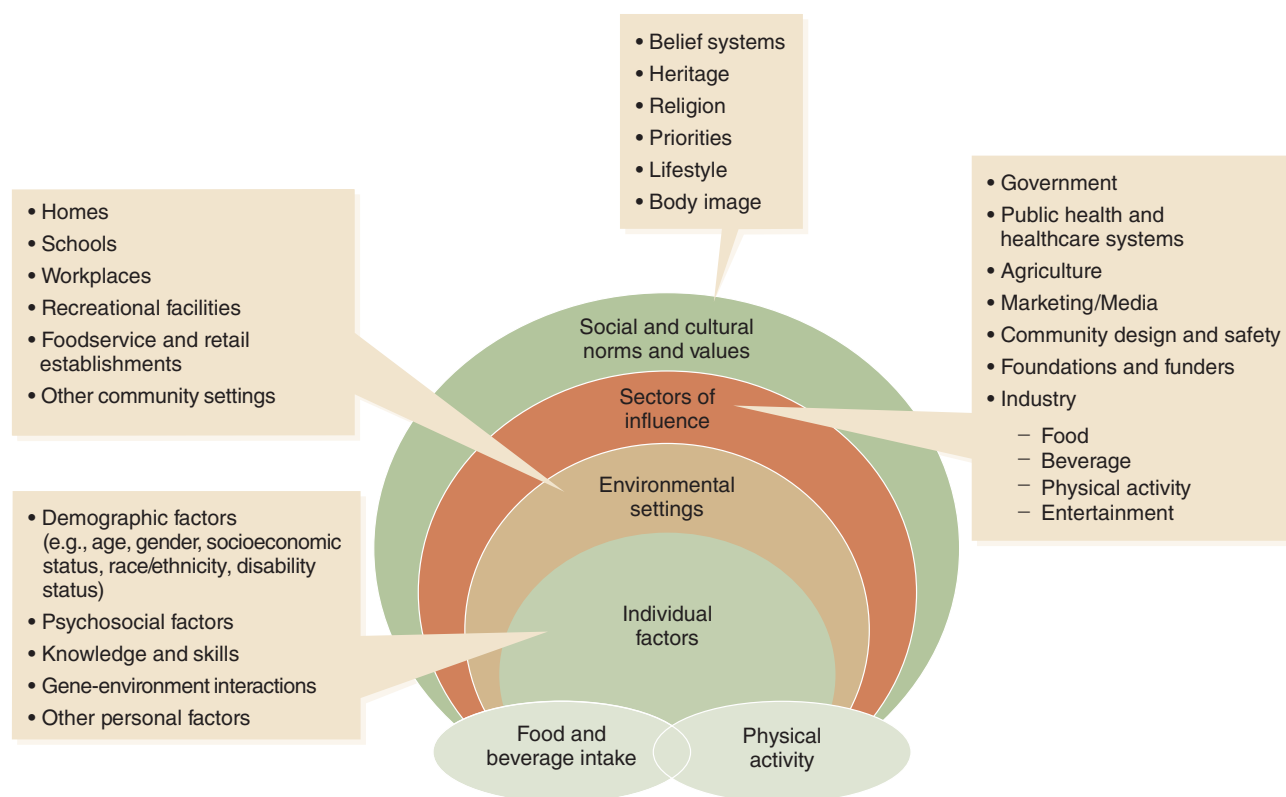 • Belief systems
• Heritage
• Religion
• Priorities
• Lifestyle
• Body image
• Homes
• Schools
• Workplaces
• Recreational facilities
• Foodservice and retail
establishments
• Other community settings
• Government
• Public health and
healthcare systems
• Agriculture
• Marketing/Media
• Community design and safety
• Foundations and funders
• Industry
– Food
– Beverage
– Physical activity
– Entertainment
• Demographic factors
(e.g., age, gender, socioeconomic
status, race/ethnicity, disability
status)
• Psychosocial factors
• Knowledge and skills
• Gene-environment interactions
• Other personal factors
Social and cultural
norms and values
Sectors of
influence
Environmental
settings
Individual
factors
Food and
beverage intake
Physical
activity